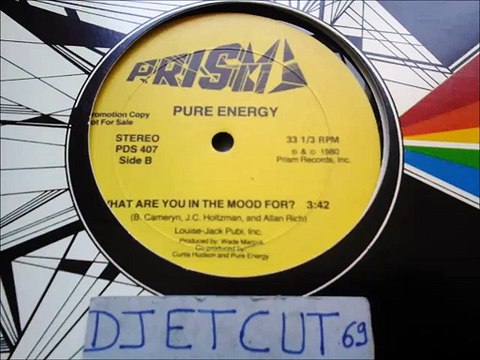 PRISM
Promotion Copy
Not For Sale
PURE ENERGY
STEREO
PDS 407
Side B
33 1/3 RPM
℗ & © 1980
Prism Records, Inc.
WHAT ARE YOU IN THE MOOD FOR? 3:42
(B. Cameryn, J.C. Holtzman, and Allan Rich)
Louise-Jack Publ. Inc.
Produced by: Wade Marcus
Co-produced by:
Curtis Hudson and Pure Energy
DJETCUT.69